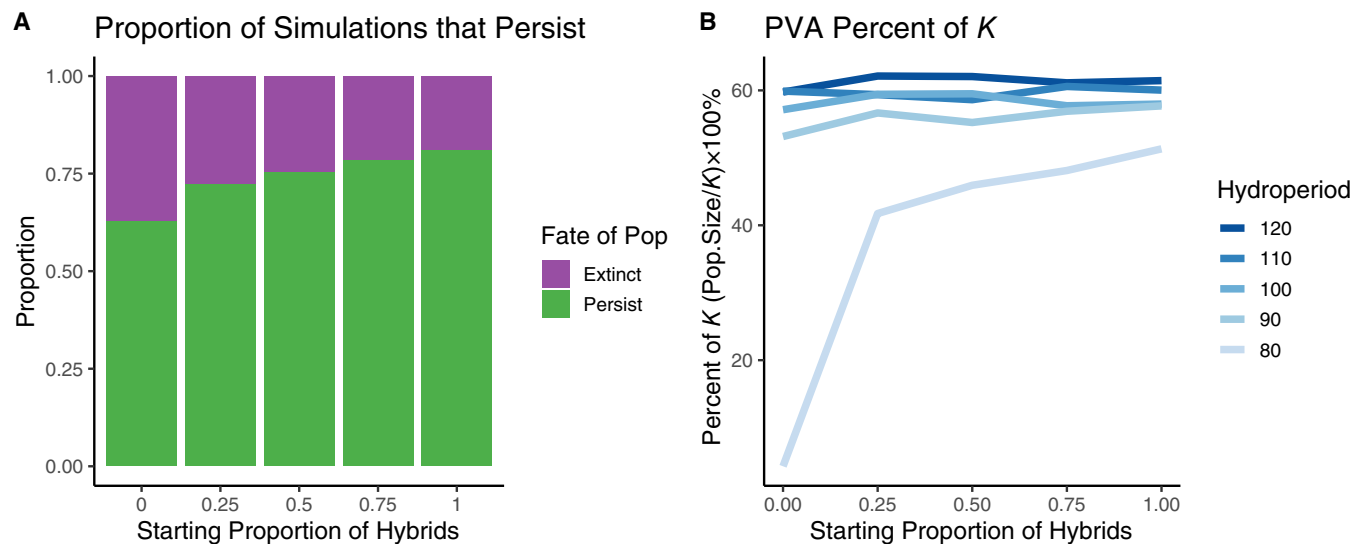 A
Proportion of Simulations that Persist
Proportion
1.00
0.75
0.50
0.25
0.00
0
0.25
0.5
0.75
1
Starting Proportion of Hybrids
Fate of Pop
Extinct
Persist
B
PVA Percent of K
Percent of K (Pop.Size/K)×100%
60
40
20
0.00
0.25
0.50
0.75
1.00
Starting Proportion of Hybrids
Hydroperiod
120
110
100
90
80